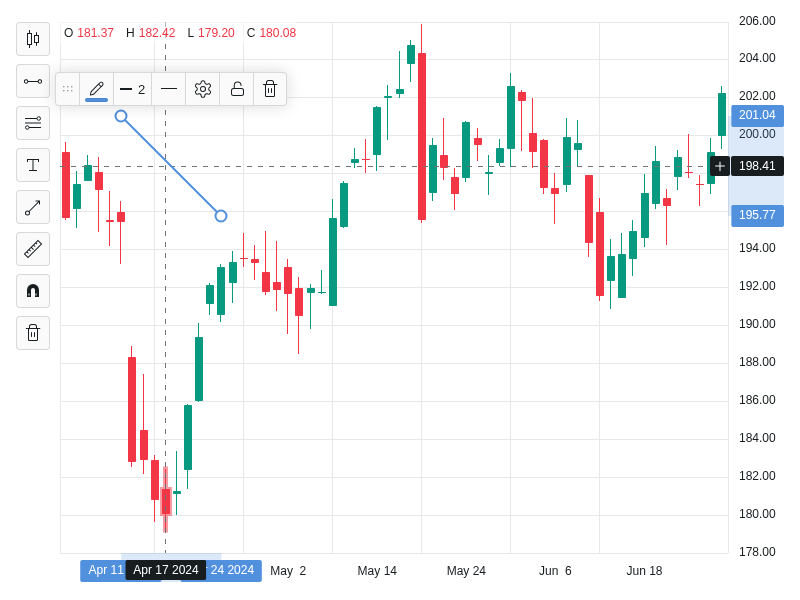 O 181.37 H 182.42 L 179.20 C 180.08
2
T
206.00
204.00
202.00
201.04
200.00
198.41
195.77
194.00
192.00
190.00
188.00
186.00
184.00
182.00
180.00
178.00
Apr 11
Apr 17 2024
24 2024
May 2
May 14
May 24
Jun 6
Jun 18